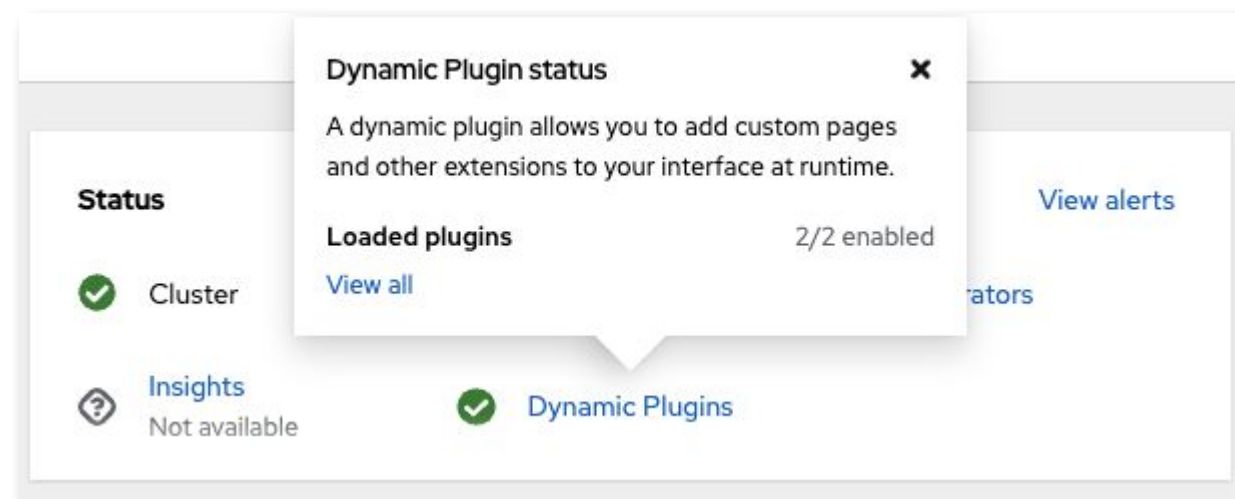 Dynamic Plugin status
A dynamic plugin allows you to add custom pages
and other extensions to your interface at runtime.
Loaded plugins 2/2 enabled
View all
Status
View alerts
Cluster
rators
Insights
Not available
Dynamic Plugins